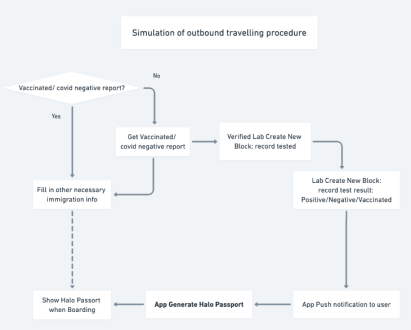 Simulation of outbound travelling procedure
No
Vaccinated/ covid negative report?
Yes
Get Vaccinated/
covid negative report
Verified Lab Create New
Block: record tested
Fill in other necessary
immigration info
Lab Create New Block:
record test result:
Positive/Negative/Vaccinated
Show Halo Passort
when Boarding
App Generate Halo Passport
App Push notification to user